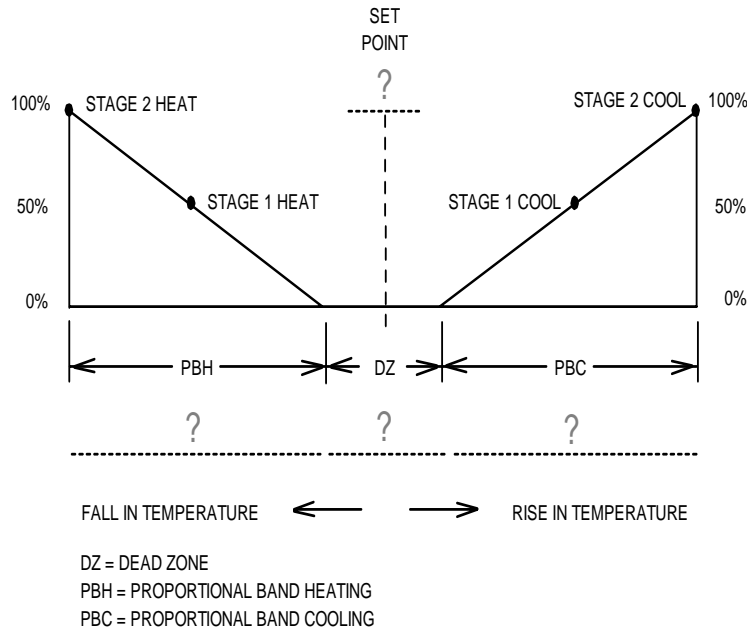 SET
POINT
?
100%
STAGE 2 HEAT
STAGE 2 COOL
100%
50%
STAGE 1 HEAT
STAGE 1 COOL
50%
0%
0%
PBH
DZ
PBC
? ? ?
FALL IN TEMPERATURE
RISE IN TEMPERATURE
DZ = DEAD ZONE
PBH = PROPORTIONAL BAND HEATING
PBC = PROPORTIONAL BAND COOLING